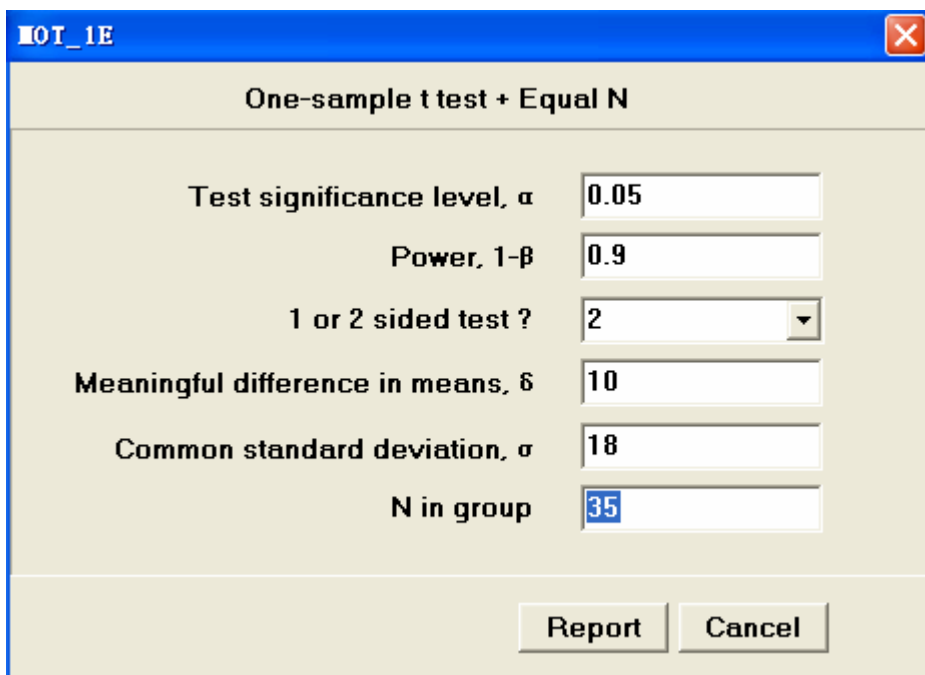 MOT_1E
One-sample t test + Equal N
Test significance level, α 0.05
Power, 1-β 0.9
1 or 2 sided test ? 2
Meaningful difference in means, δ 10
Common standard deviation, σ 18
N in group 35
Report Cancel